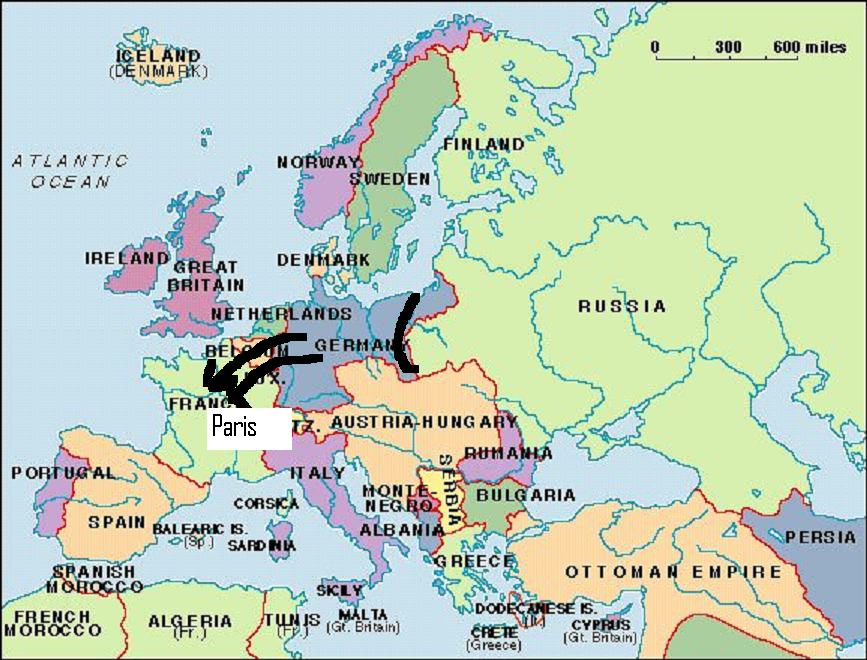 ICELAND
(DENMARK)
0 300 600 miles
ATLANTIC
OCEAN
NORWAY
SWEDEN
FINLAND
IRELAND
GREAT
BRITAIN
DENMARK
RUSSIA
NETHERLANDS
GERMANY
BELGIUM
LUX.
FRANC
Paris
TZ.
AUSTRIA-HUNGARY
RUMANIA
PORTUGAL
SPAIN
ITALY
CORSICA
MONTE-
NEGRO
SERBIA
BULGARIA
BALEARIC IS.
(Sp.)
SARDINIA
ALBANIA
PERSIA
GREECE
OTTOMAN EMPIRE
SPANISH
MOROCCO
SICILY
FRENCH
MOROCCO
ALGERIA
(Fr.)
TUNIS
(Fr.)
MALTA
(Gt. Britain)
DODECANESE IS.
(It.)
CRETE
(Greece)
CYPRUS
(Gt. Britain)